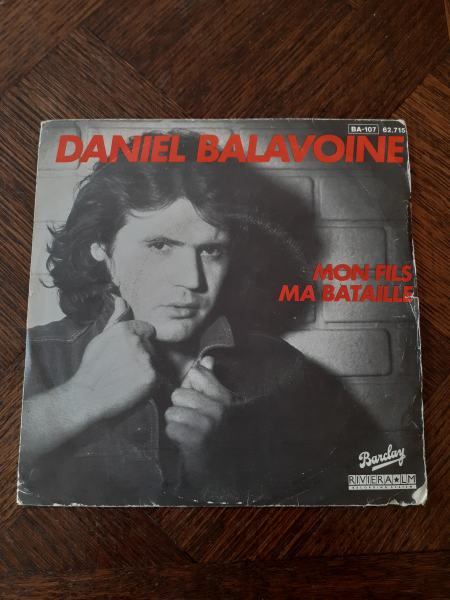 BA-107 62.715
DANIEL BALAVOINE
MON FILS
MA BATAILLE
Barclay
RIVIERA★LM